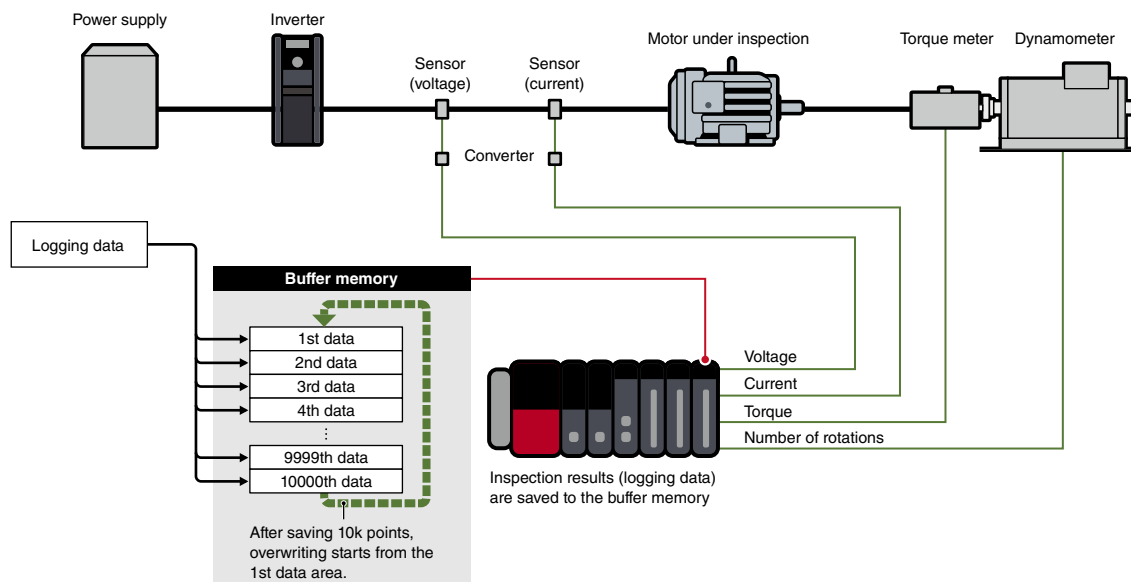 Power supply
Inverter
Sensor
(voltage)
Sensor
(current)
Motor under inspection
Torque meter
Dynamometer
Converter
Logging data
Buffer memory
1st data
2nd data
3rd data
4th data
⋮
9999th data
10000th data
After saving 10k points,
overwriting starts from the
1st data area.
Voltage
Current
Torque
Number of rotations
Inspection results (logging data)
are saved to the buffer memory